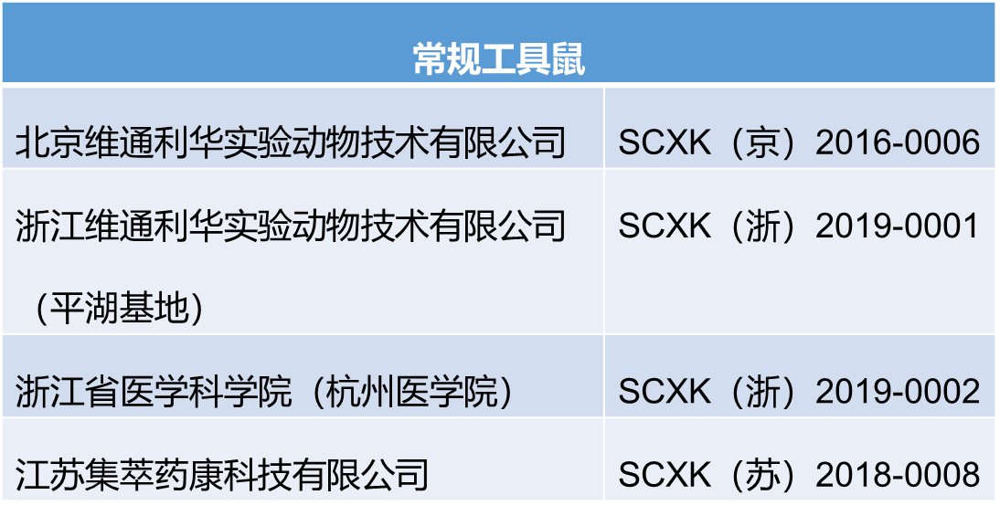 常规工具鼠
北京维通利华实验动物技术有限公司 SCXK（京）2016-0006
浙江维通利华实验动物技术有限公司 SCXK（浙）2019-0001
（平湖基地）
浙江省医学科学院（杭州医学院） SCXK（浙）2019-0002
江苏集萃药康科技有限公司 SCXK（苏）2018-0008